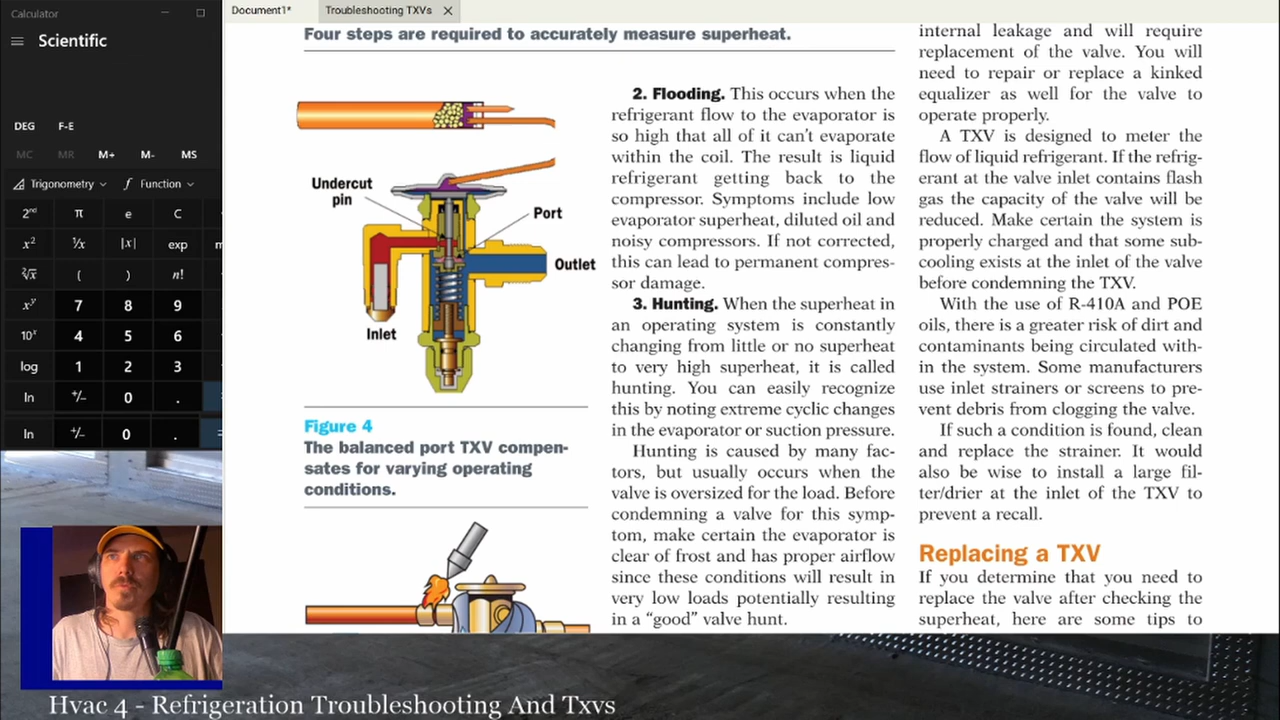 Calculator
Scientific
DEG F-E
MC MR M+ M- MS
Trigonometry Function
2nd π e C
x² ¹/x |x| exp m
²√x ( ) n!
xʸ 7 8 9
10ˣ 4 5 6
log 1 2 3
ln +/- 0 .
ln +/- 0 . =
Document1* Troubleshooting TXVs
Four steps are required to accurately measure superheat.
Undercut
pin
Port
Outlet
Inlet
Figure 4
The balanced port TXV compen-
sates for varying operating
conditions.
2. Flooding. This occurs when the
refrigerant flow to the evaporator is
so high that all of it can't evaporate
within the coil. The result is liquid
refrigerant getting back to the
compressor. Symptoms include low
evaporator superheat, diluted oil and
noisy compressors. If not corrected,
this can lead to permanent compres-
sor damage.
3. Hunting. When the superheat in
an operating system is constantly
changing from little or no superheat
to very high superheat, it is called
hunting. You can easily recognize
this by noting extreme cyclic changes
in the evaporator or suction pressure.
Hunting is caused by many fac-
tors, but usually occurs when the
valve is oversized for the load. Before
condemning a valve for this symp-
tom, make certain the evaporator is
clear of frost and has proper airflow
since these conditions will result in
very low loads potentially resulting
in a "good" valve hunt.
internal leakage and will require
replacement of the valve. You will
need to repair or replace a kinked
equalizer as well for the valve to
operate properly.
A TXV is designed to meter the
flow of liquid refrigerant. If the refrig-
erant at the valve inlet contains flash
gas the capacity of the valve will be
reduced. Make certain the system is
properly charged and that some sub-
cooling exists at the inlet of the valve
before condemning the TXV.
With the use of R-410A and POE
oils, there is a greater risk of dirt and
contaminants being circulated with-
in the system. Some manufacturers
use inlet strainers or screens to pre-
vent debris from clogging the valve.
If such a condition is found, clean
and replace the strainer. It would
also be wise to install a large fil-
ter/drier at the inlet of the TXV to
prevent a recall.
Replacing a TXV
If you determine that you need to
replace the valve after checking the
superheat, here are some tips to
Hvac 4 - Refrigeration Troubleshooting And Txvs